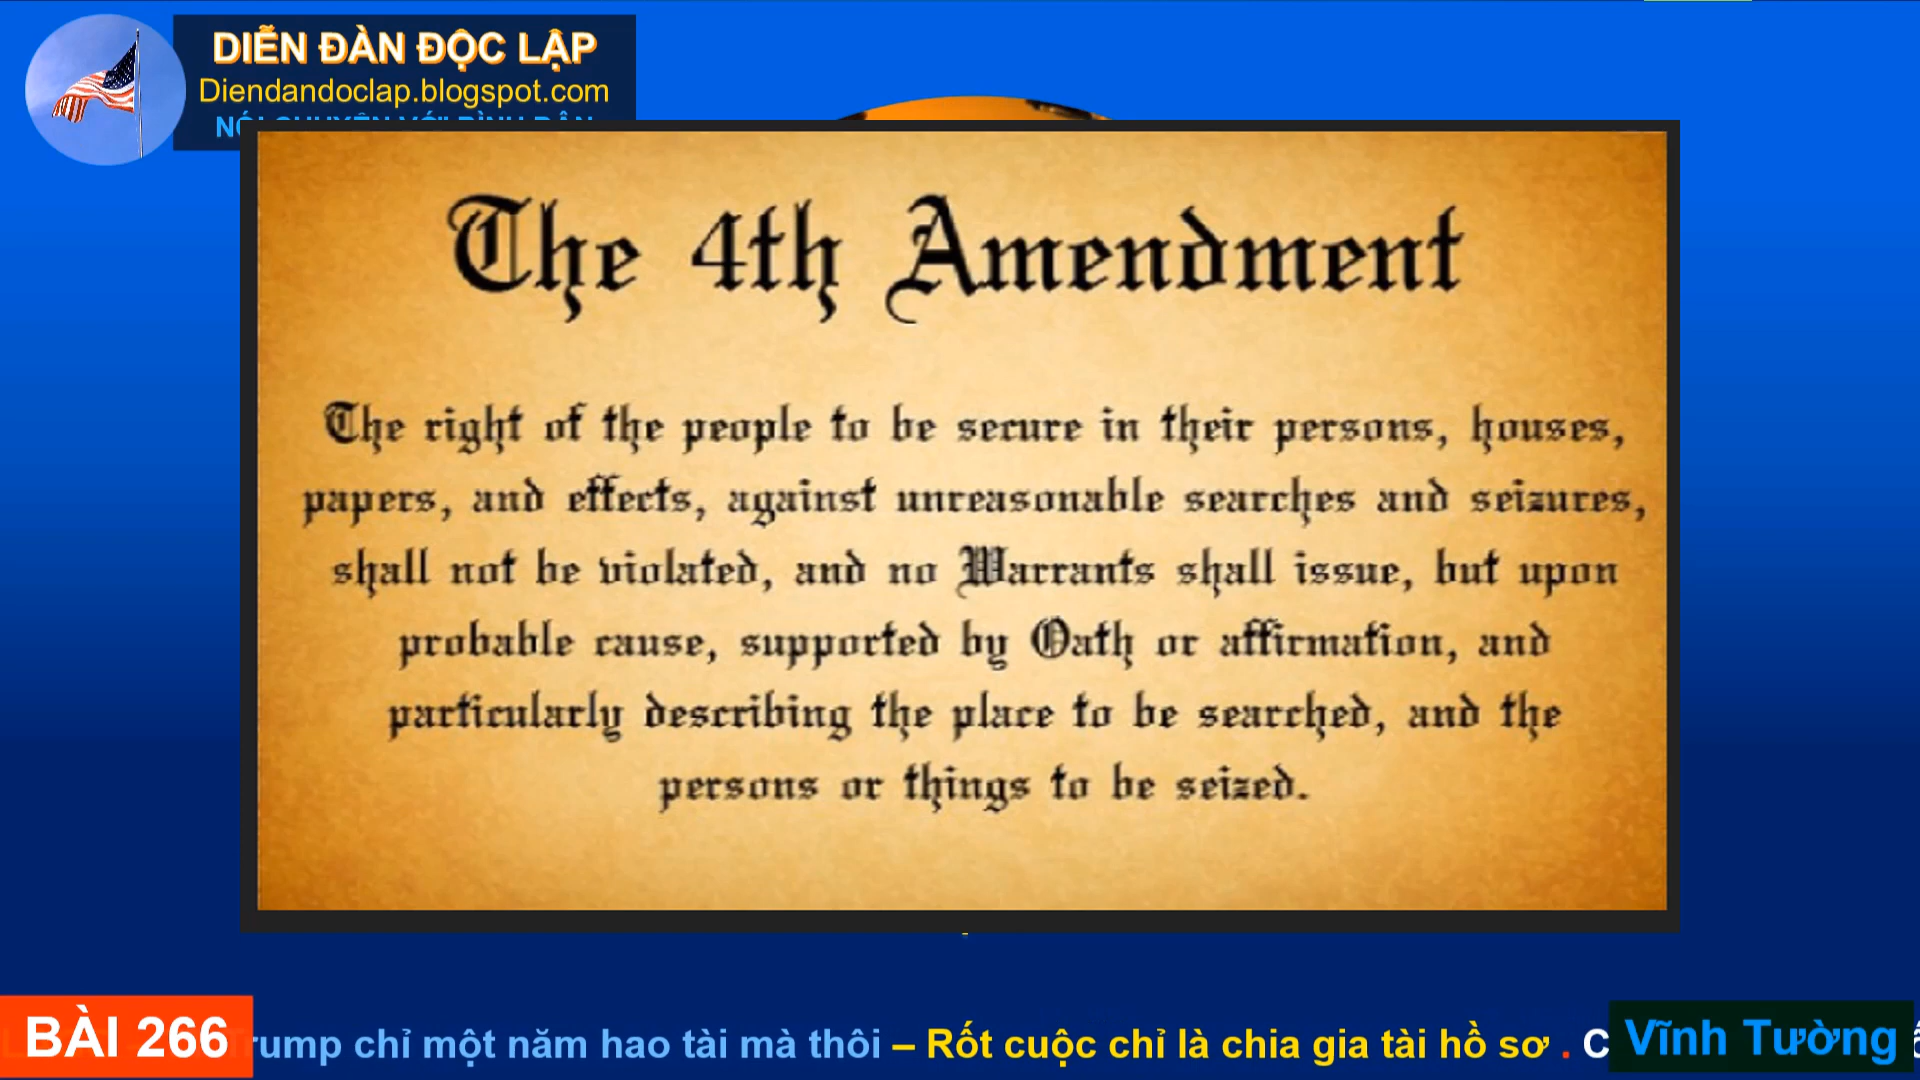 DIỄN ĐÀN ĐỘC LẬP
Diendandoclap.blogspot.com
The 4th Amendment
The right of the people to be secure in their persons, houses,
papers, and effects, against unreasonable searches and seizures,
shall not be violated, and no Warrants shall issue, but upon
probable cause, supported by Oath or affirmation, and
particularly describing the place to be searched, and the
persons or things to be seized.
BÀI 266
rump chỉ một năm hao tài mà thôi – Rốt cuộc chỉ là chia gia tài hồ sơ . C
Vĩnh Tường